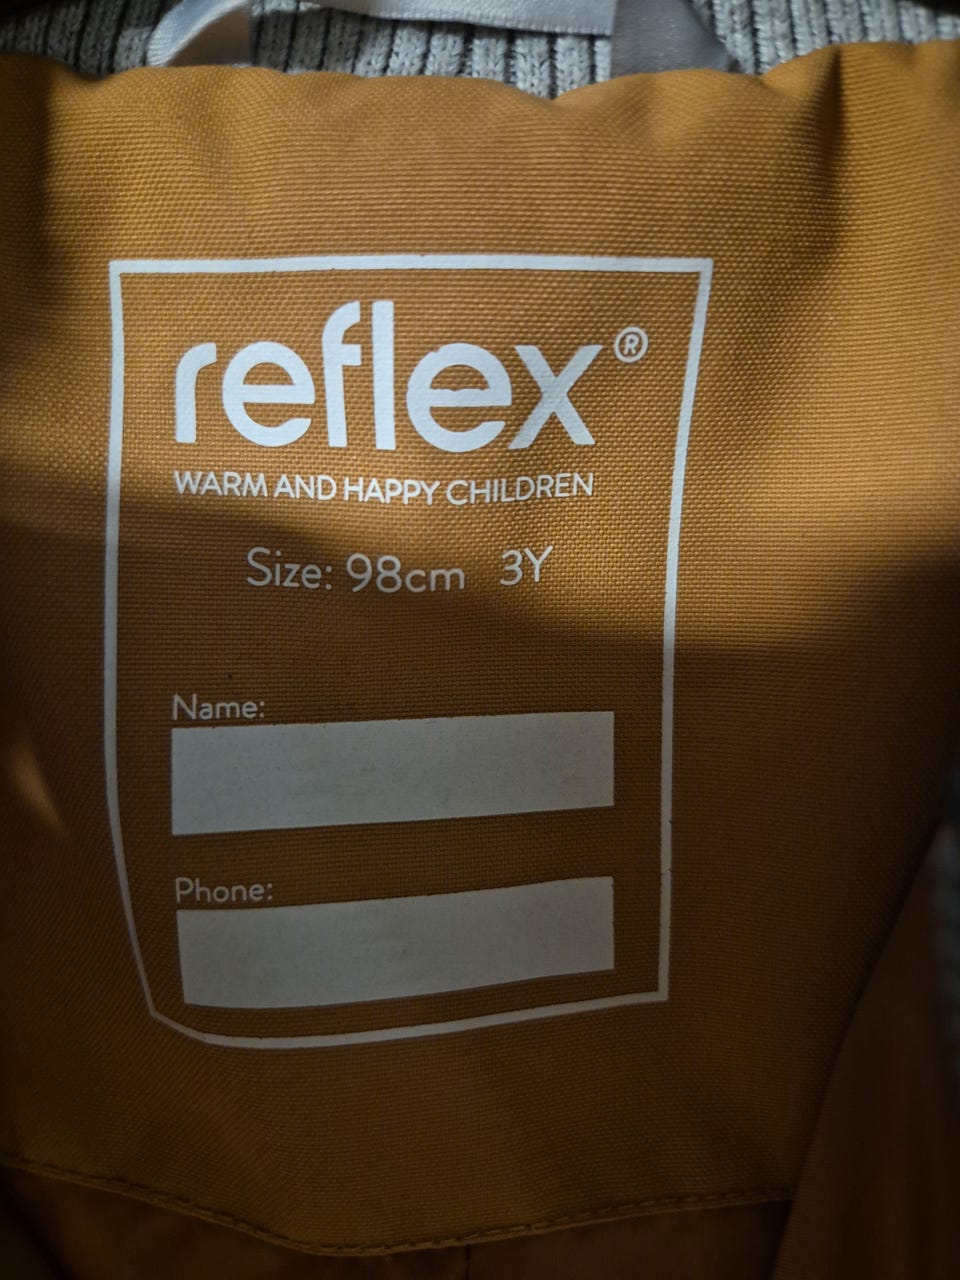 reflex®
WARM AND HAPPY CHILDREN
Size: 98cm 3Y
Name:
Phone: